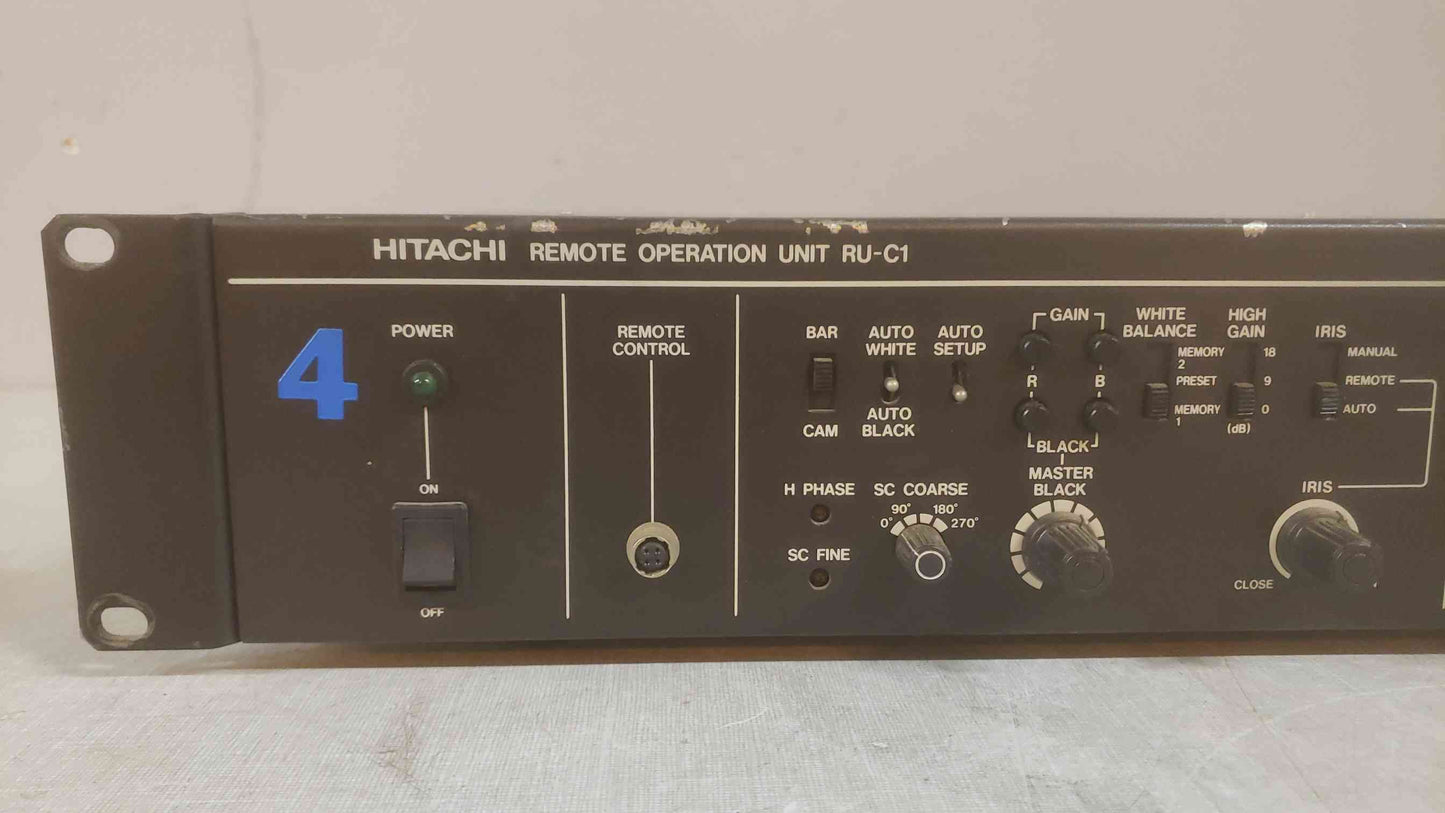 HITACHI REMOTE OPERATION UNIT RU-C1
4
POWER
ON
OFF
REMOTE
CONTROL
BAR
CAM
AUTO
WHITE
AUTO
BLACK
AUTO
SETUP
GAIN
R
B
BLACK
MASTER
BLACK
WHITE
BALANCE
MEMORY
2
PRESET
MEMORY
1
HIGH
GAIN
18
9
0
(dB)
IRIS
MANUAL
REMOTE
AUTO
H PHASE
SC FINE
SC COARSE
0° 90° 180° 270°
IRIS
CLOSE